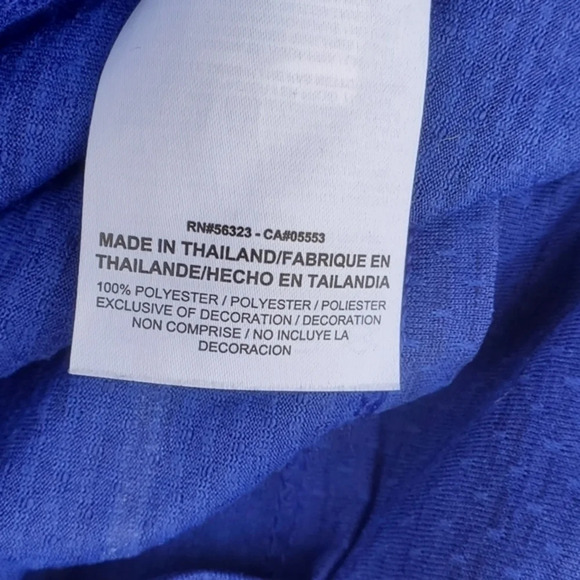 RN#56323 - CA#05553
MADE IN THAILAND/FABRIQUE EN
THAILANDE/HECHO EN TAILANDIA
100% POLYESTER / POLYESTER / POLIESTER
EXCLUSIVE OF DECORATION / DECORATION
NON COMPRISE / NO INCLUYE LA
DECORACION